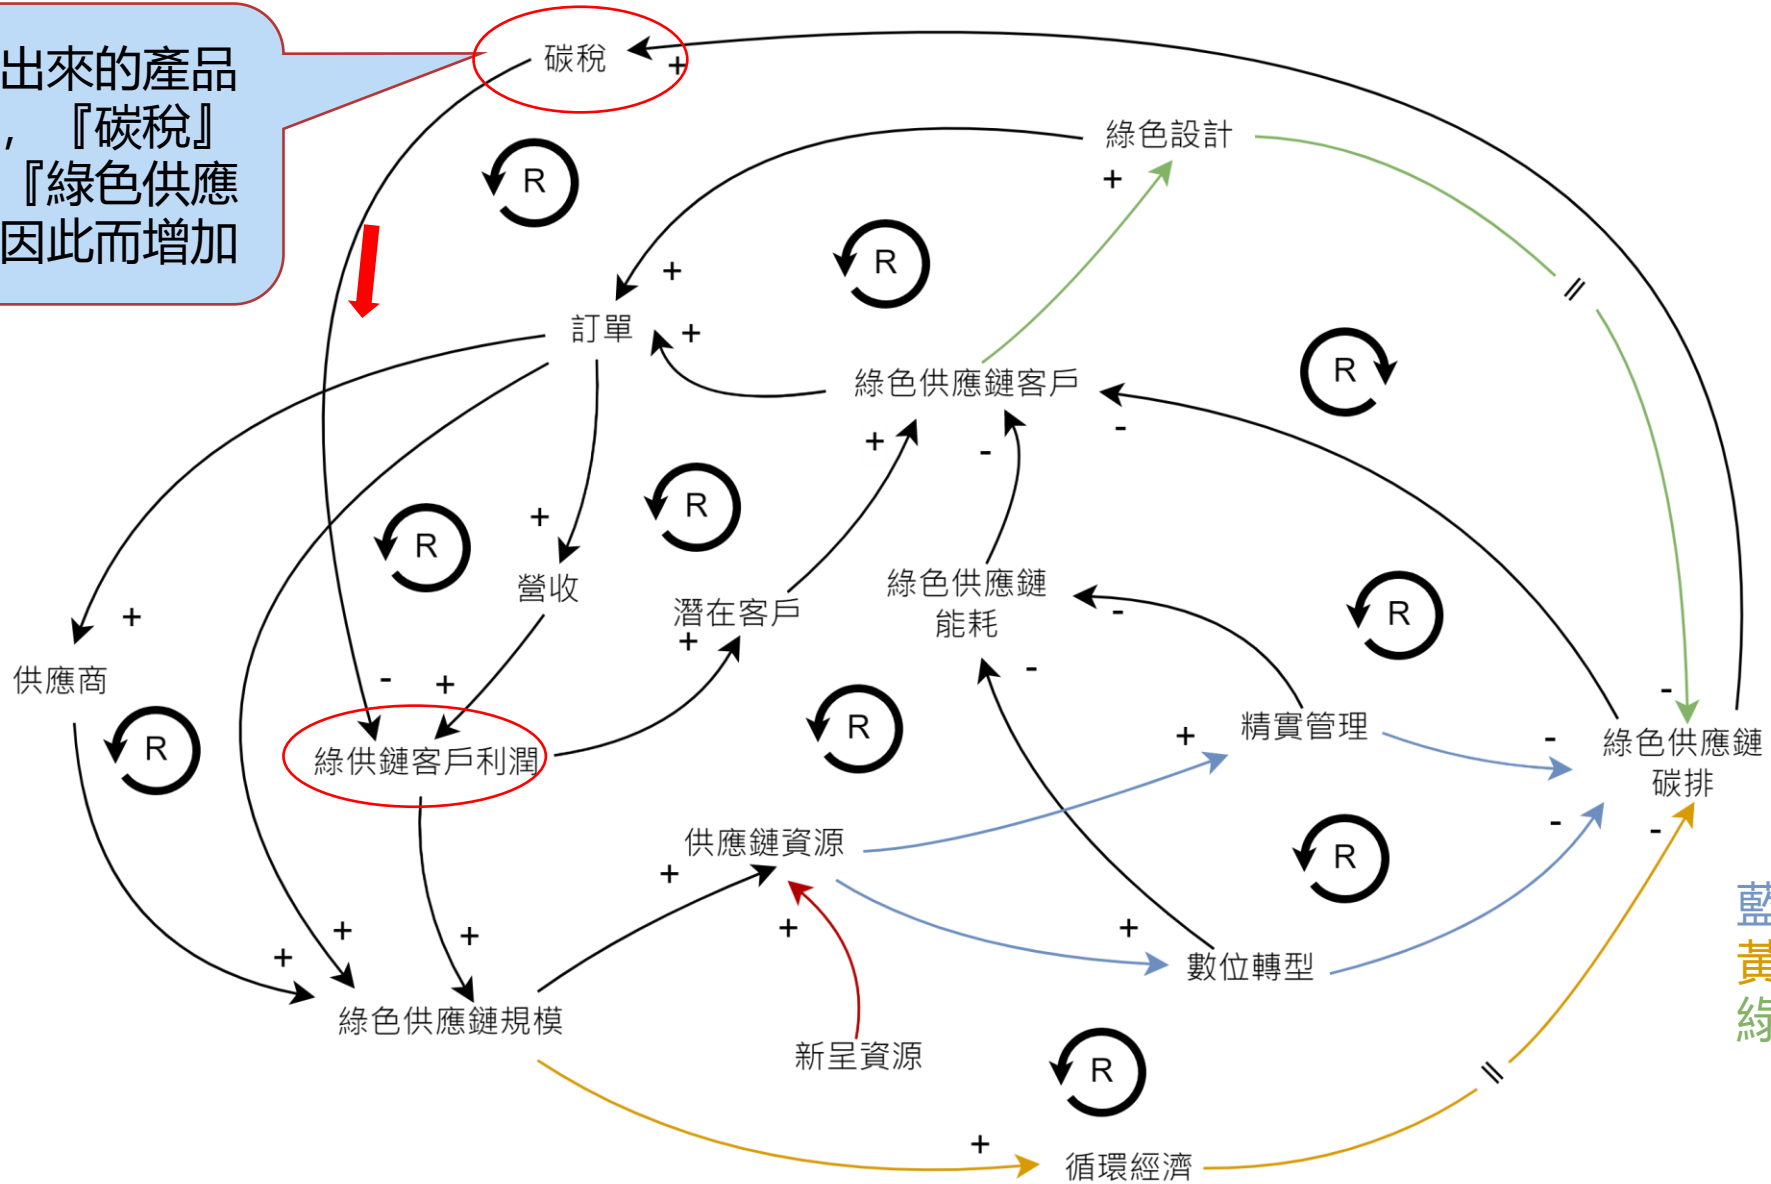 出來的產品
，『碳稅』
『綠色供應
因此而增加
碳稅
+
綠色設計
+
R
R
+
訂單
+
R
綠色供應鏈客戶
-
+
-
R
R
+
綠色供應鏈
能耗
營收
潛在客戶
-
R
+
+
供應商
-
-
+
-
R
R
+
精實管理
-
綠色供應鏈
碳排
綠供鏈客戶利潤
供應鏈資源
-
-
R
+
+
+
+
+
+
數位轉型
藍
黃
綠
綠色供應鏈規模
新呈資源
R
+
循環經濟